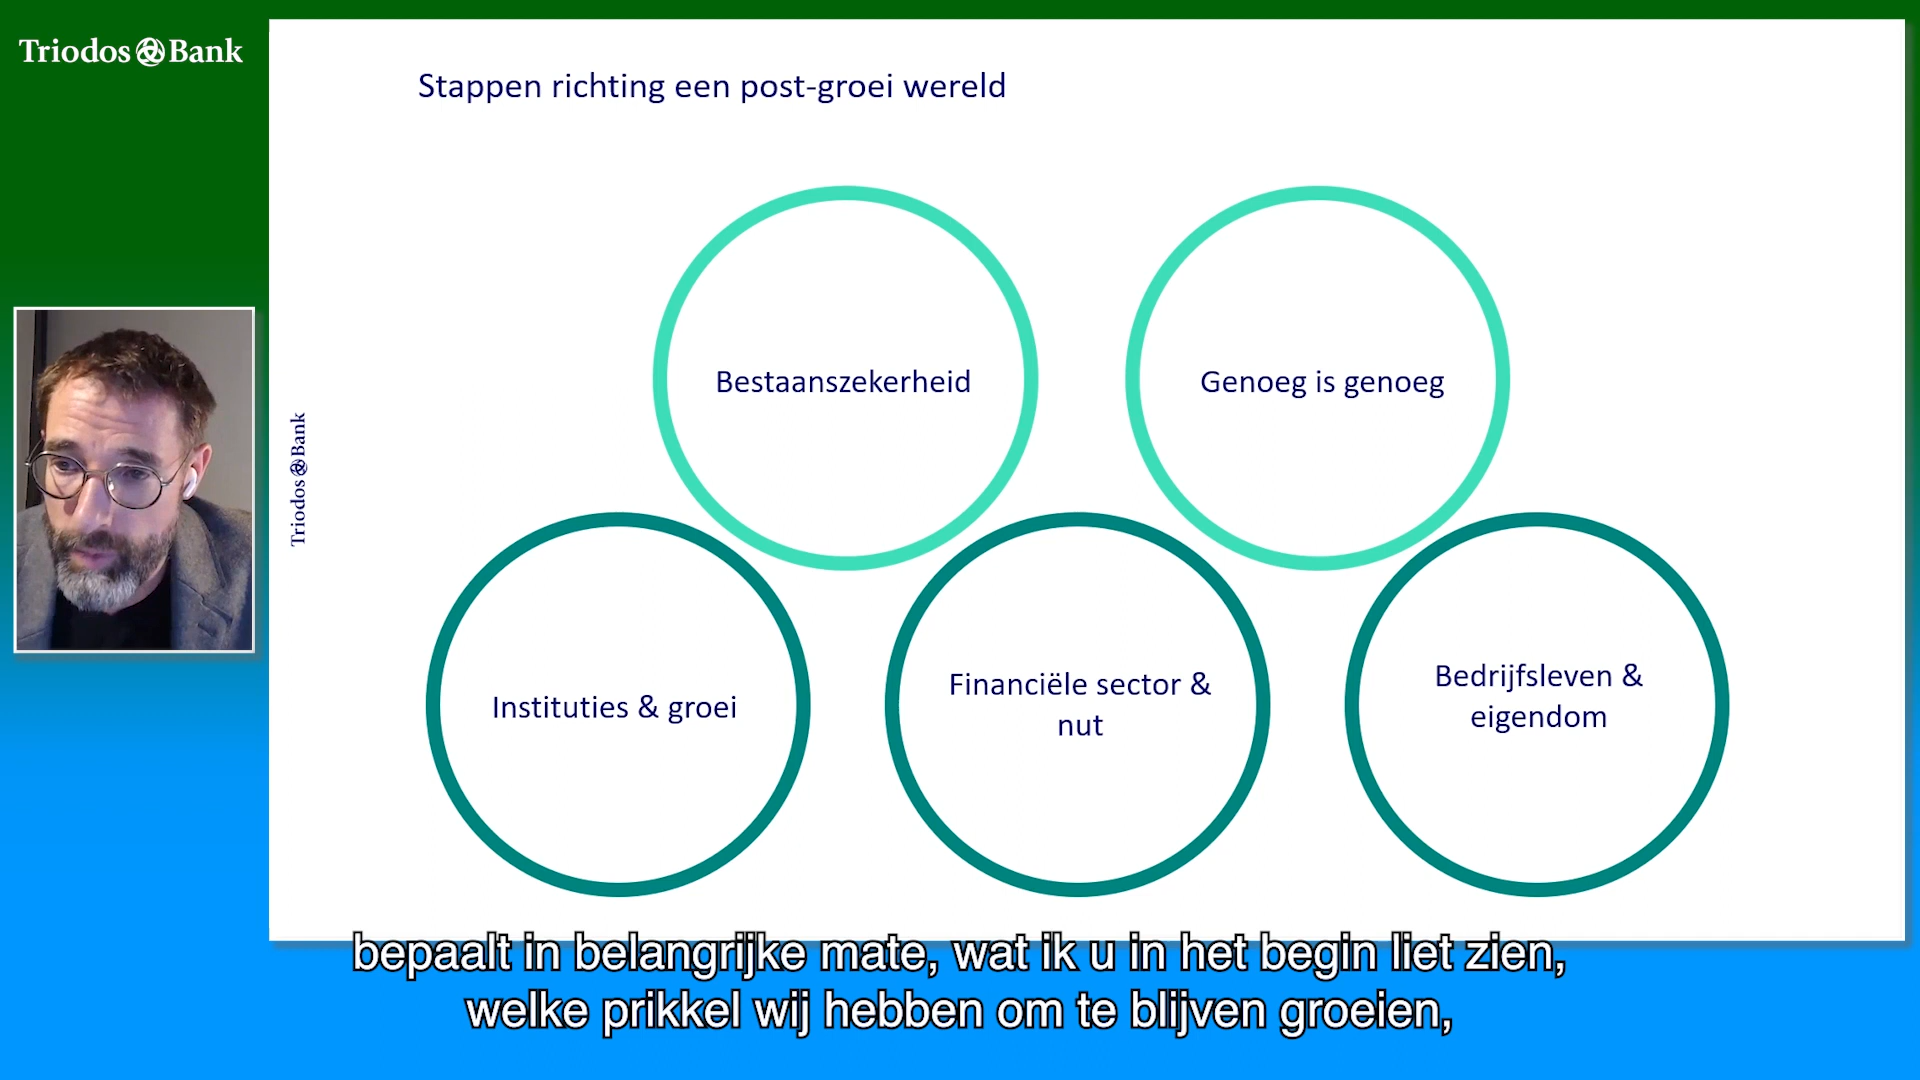 Triodos Bank
Stappen richting een post-groei wereld
Bestaanszekerheid
Genoeg is genoeg
Triodos Bank
Instituties & groei
Financiële sector &
nut
Bedrijfsleven &
eigendom
bepaalt in belangrijke mate, wat ik u in het begin liet zien,
welke prikkel wij hebben om te blijven groeien,